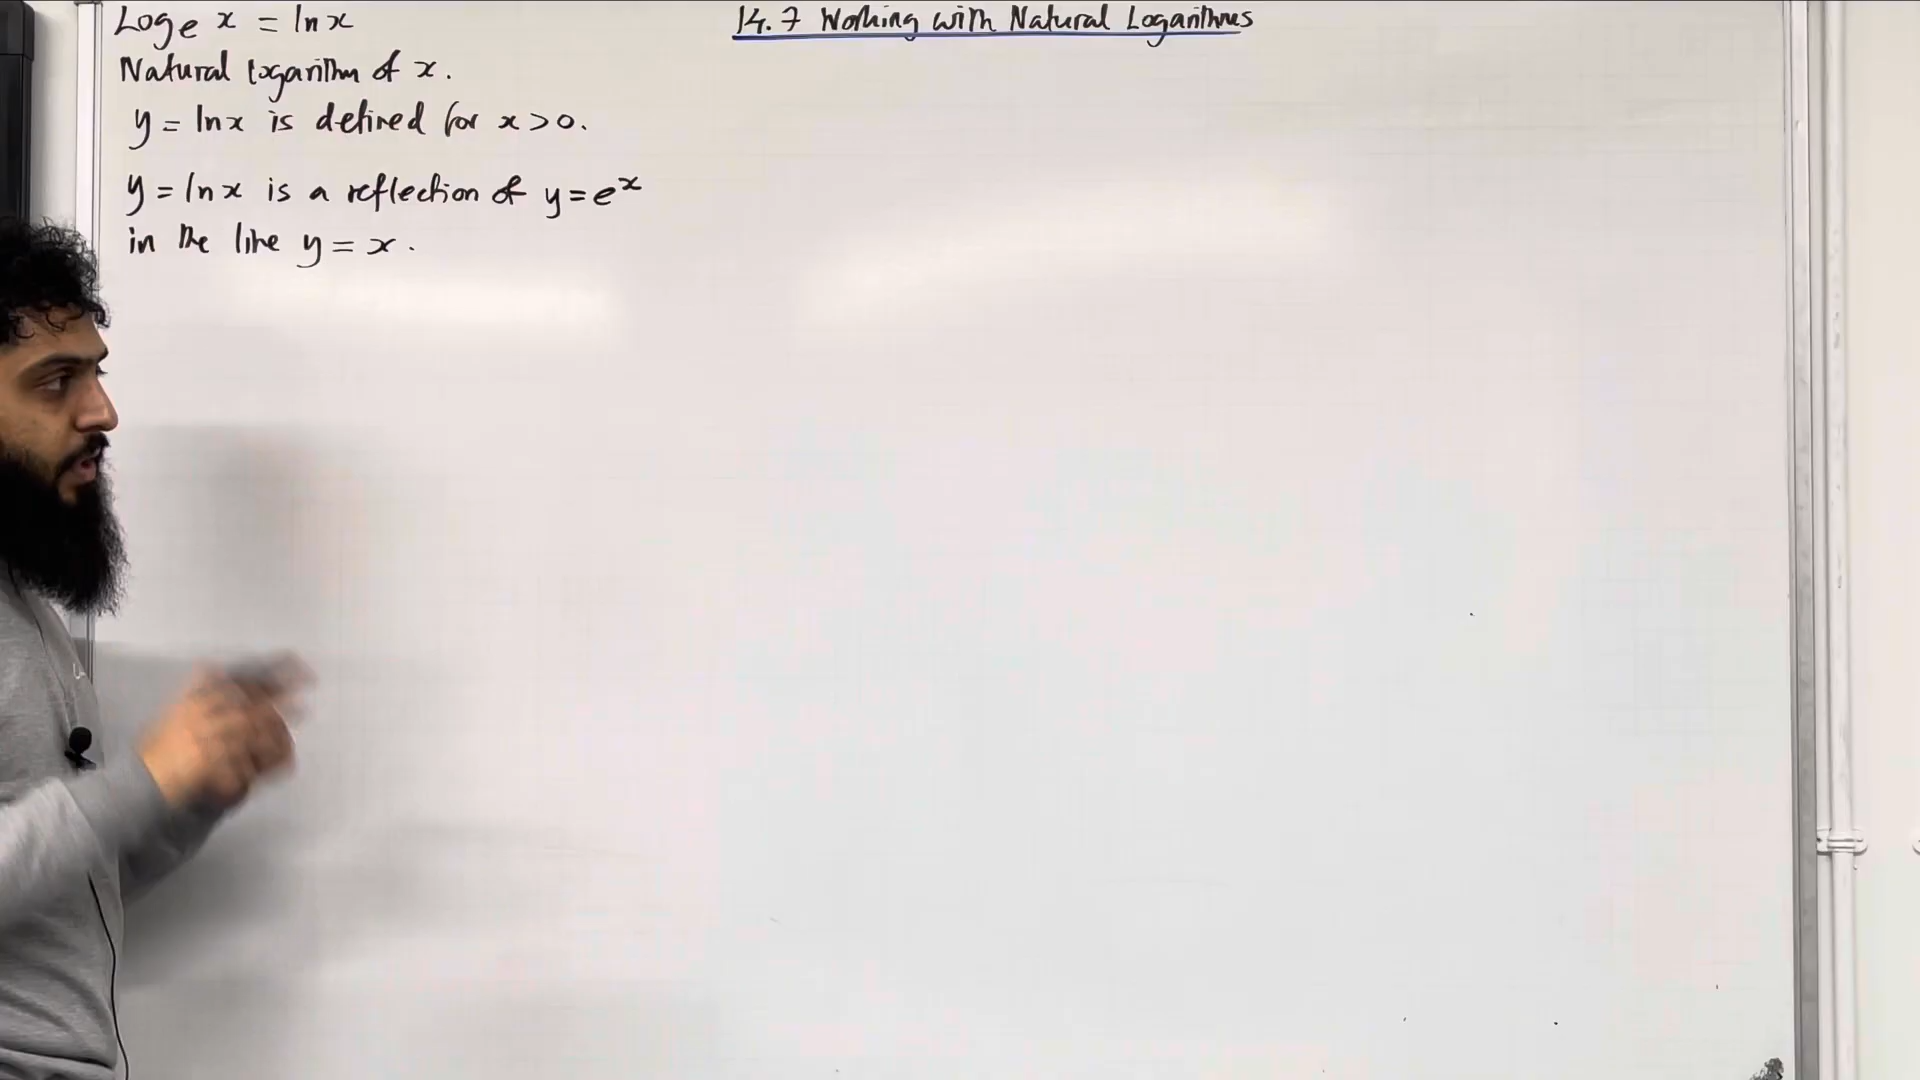 14.7 Working with Natural Logarithms
Loge x = ln x
Natural logarithm of x.
y = ln x is defined for x > 0.
y = ln x is a reflection of y = eˣ
in the line y = x.